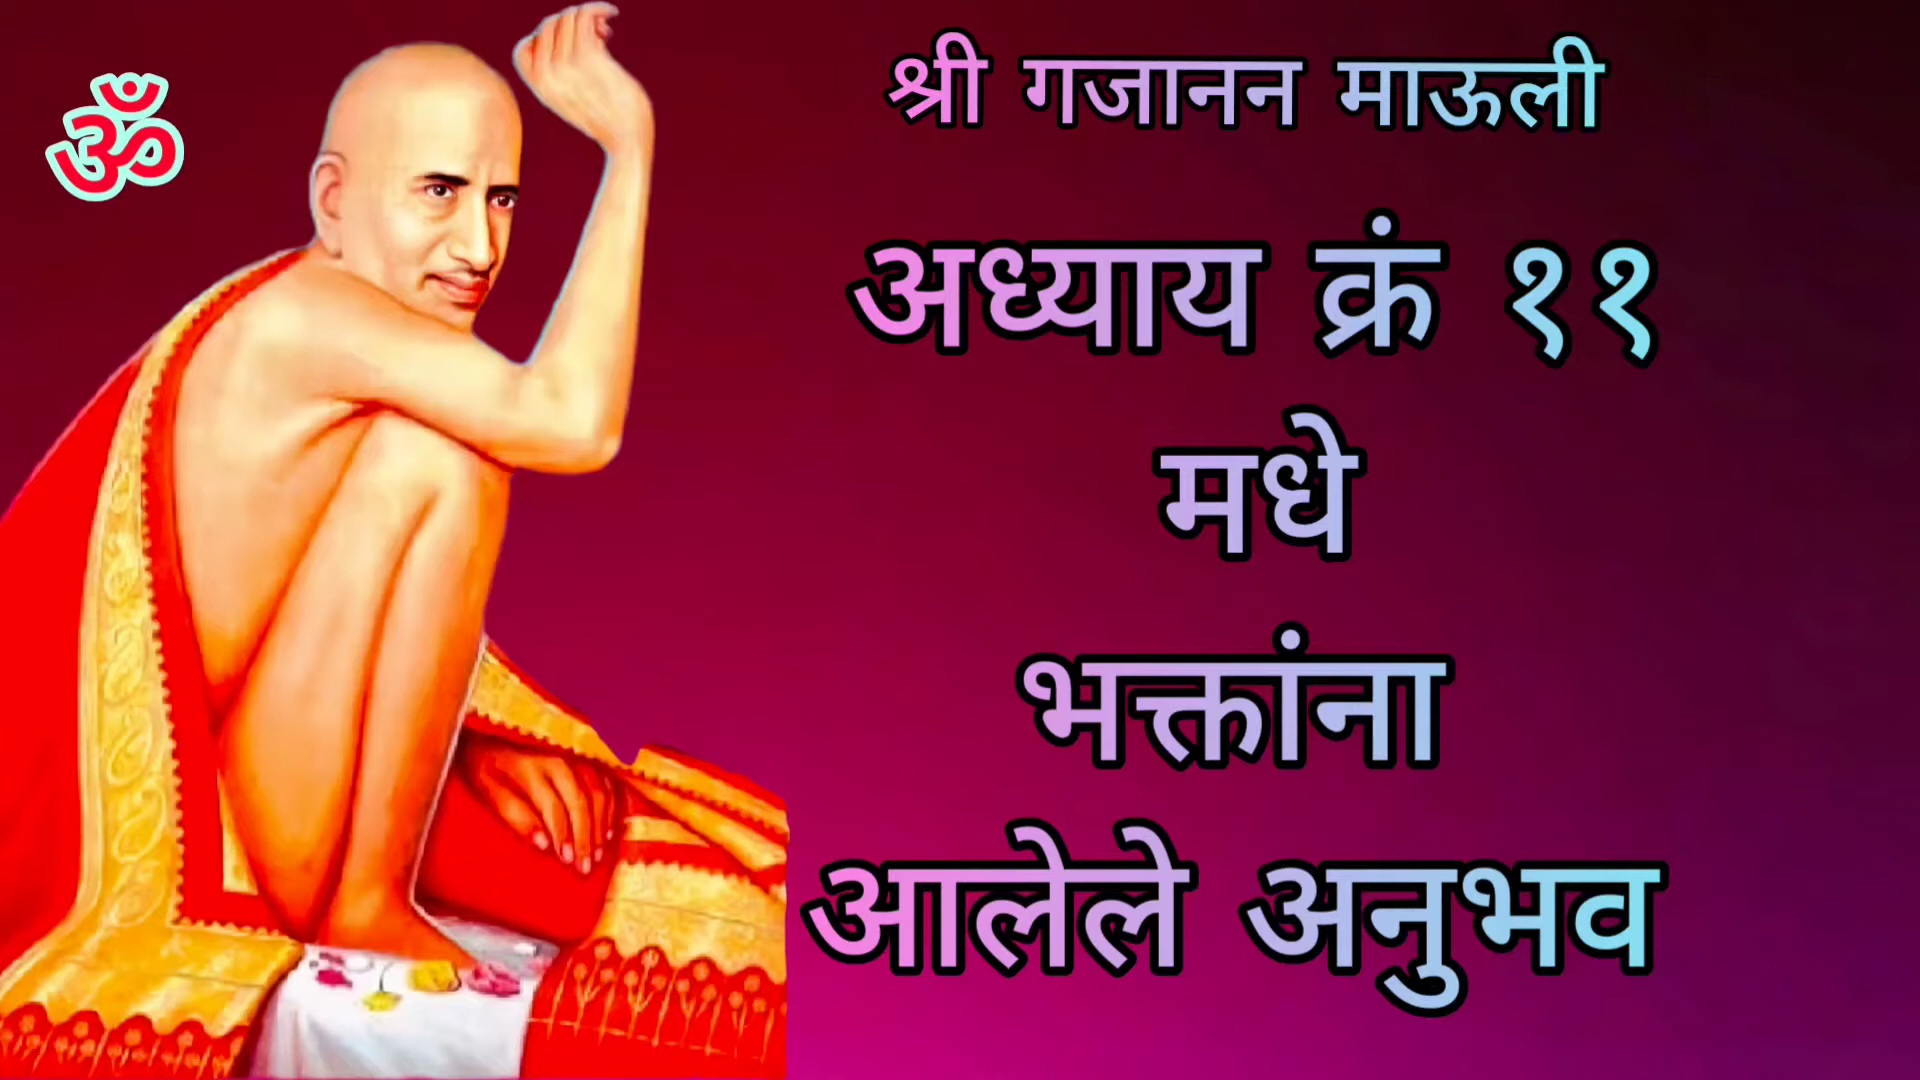 ॐ
श्री गजानन माऊली
अध्याय क्रं ११
मधे
भक्तांना
आलेले अनुभव